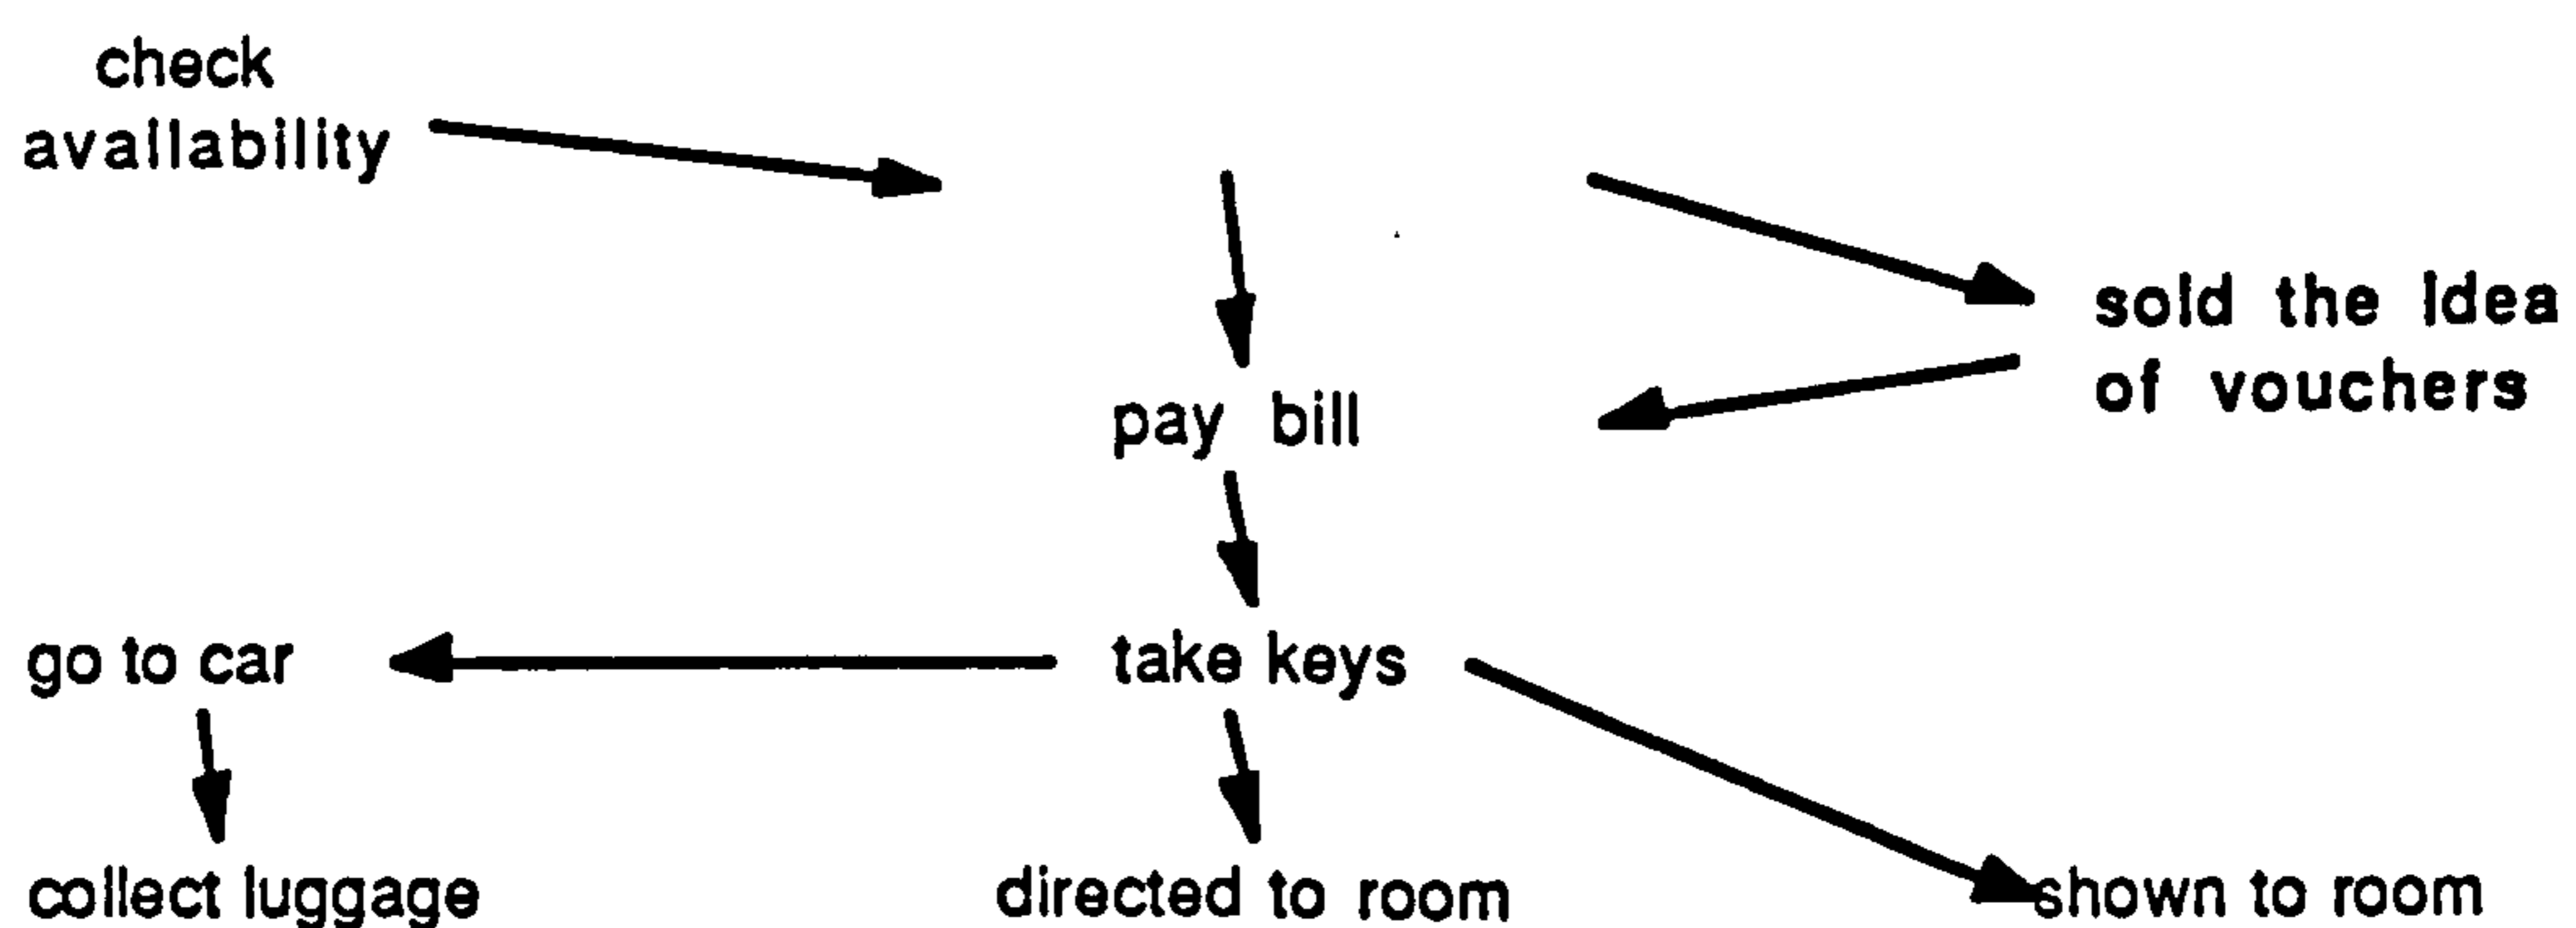 check
availability
sold the idea
of vouchers
pay bill
go to car
take keys
collect luggage
directed to room
shown to room